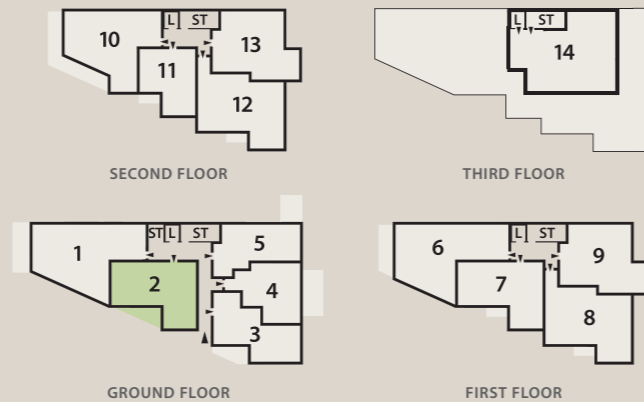 L ST
10
13
11
12
SECOND FLOOR
L ST
14
THIRD FLOOR
ST L ST
1
5
2
4
3
GROUND FLOOR
L ST
6
9
7
8
FIRST FLOOR